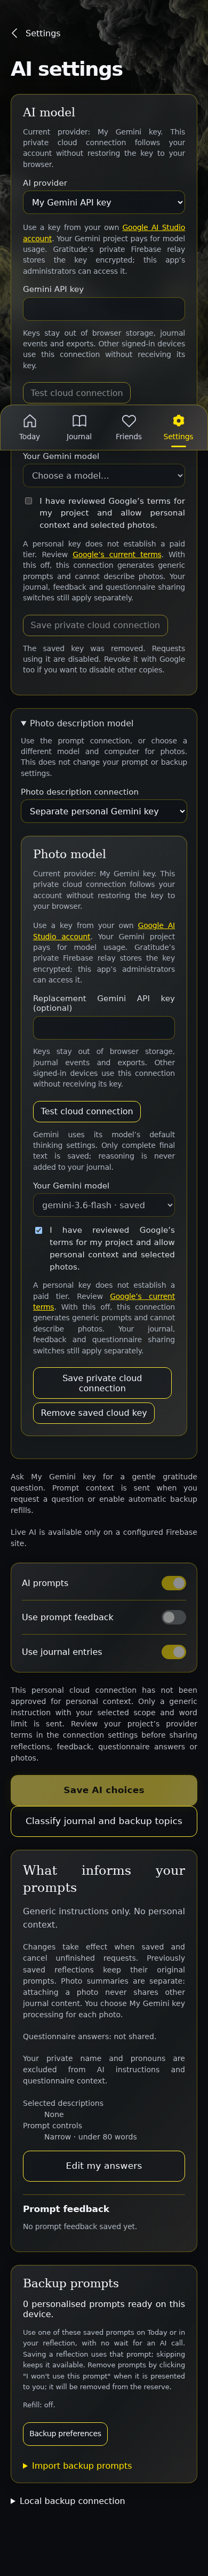 Settings
AI settings
AI model
Current provider: My Gemini key. This
private cloud connection follows your
account without restoring the key to your
browser.
AI provider
My Gemini API key
Use a key from your own Google AI Studio
account. Your Gemini project pays for model
usage. Gratitude’s private Firebase relay
stores the key encrypted; this app’s
administrators can access it.
Gemini API key
Keys stay out of browser storage, journal
events and exports. Other signed-in devices
use this connection without receiving its
key.
Test cloud connection
Today
Journal
Friends
Settings
Your Gemini model
Choose a model…
I have reviewed Google’s terms for
my project and allow personal
context and selected photos.
A personal key does not establish a paid
tier. Review Google’s current terms. With
this off, this connection generates generic
prompts and cannot describe photos. Your
journal, feedback and questionnaire sharing
switches still apply separately.
Save private cloud connection
The saved key was removed. Requests
using it are disabled. Revoke it with Google
too if you want to disable other copies.
▼ Photo description model
Use the prompt connection, or choose a
different model and computer for photos.
This does not change your prompt or backup
settings.
Photo description connection
Separate personal Gemini key
Photo model
Current provider: My Gemini key. This
private cloud connection follows your
account without restoring the key to
your browser.
Use a key from your own Google AI
Studio account. Your Gemini project
pays for model usage. Gratitude’s
private Firebase relay stores the key
encrypted; this app’s administrators
can access it.
Replacement Gemini API key
(optional)
Keys stay out of browser storage,
journal events and exports. Other
signed-in devices use this connection
without receiving its key.
Test cloud connection
Gemini uses its model’s default
thinking settings. Only complete final
text is saved; reasoning is never
added to your journal.
Your Gemini model
gemini-3.6-flash · saved
I have reviewed Google’s
terms for my project and allow
personal context and selected
photos.
A personal key does not establish a
paid tier. Review Google’s current
terms. With this off, this connection
generates generic prompts and cannot
describe photos. Your journal,
feedback and questionnaire sharing
switches still apply separately.
Save private cloud
connection
Remove saved cloud key
Ask My Gemini key for a gentle gratitude
question. Prompt context is sent when you
request a question or enable automatic backup
refills.
Live AI is available only on a configured Firebase
site.
AI prompts
Use prompt feedback
Use journal entries
This personal cloud connection has not been
approved for personal context. Only a generic
instruction with your selected scope and word
limit is sent. Review your project’s provider
terms in the connection settings before sharing
reflections, feedback, questionnaire answers or
photos.
Save AI choices
Classify journal and backup topics
What informs your
prompts
Generic instructions only. No personal
context.
Changes take effect when saved and
cancel unfinished requests. Previously
saved reflections keep their original
prompts. Photo summaries are separate:
attaching a photo never shares other
journal content. You choose My Gemini key
processing for each photo.
Questionnaire answers: not shared.
Your private name and pronouns are
excluded from AI instructions and
questionnaire context.
Selected descriptions
None
Prompt controls
Narrow · under 80 words
Edit my answers
Prompt feedback
No prompt feedback saved yet.
Backup prompts
0 personalised prompts ready on this
device.
Use one of these saved prompts on Today or in
your reflection, with no wait for an AI call.
Saving a reflection uses that prompt; skipping
keeps it available. Remove prompts by clicking
"I won't use this prompt" when it is presented
to you; it will be removed from the reserve.
Refill: off.
Backup preferences
▶ Import backup prompts
▶ Local backup connection